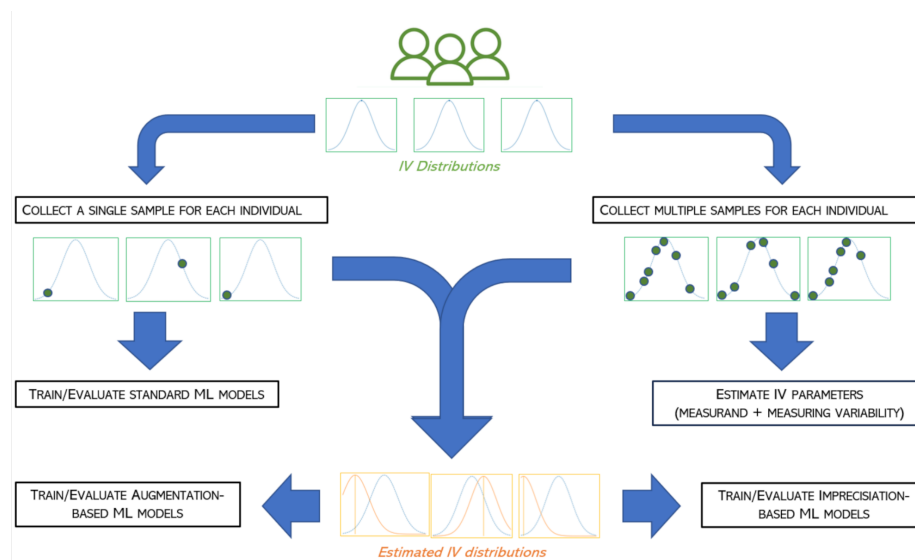 IV Distributions
COLLECT A SINGLE SAMPLE FOR EACH INDIVIDUAL
COLLECT MULTIPLE SAMPLES FOR EACH INDIVIDUAL
TRAIN/EVALUATE STANDARD ML MODELS
ESTIMATE IV PARAMETERS
(MEASURAND + MEASURING VARIABILITY)
TRAIN/EVALUATE AUGMENTATION-
BASED ML MODELS
TRAIN/EVALUATE IMPRECISIATION-
BASED ML MODELS
Estimated IV distributions